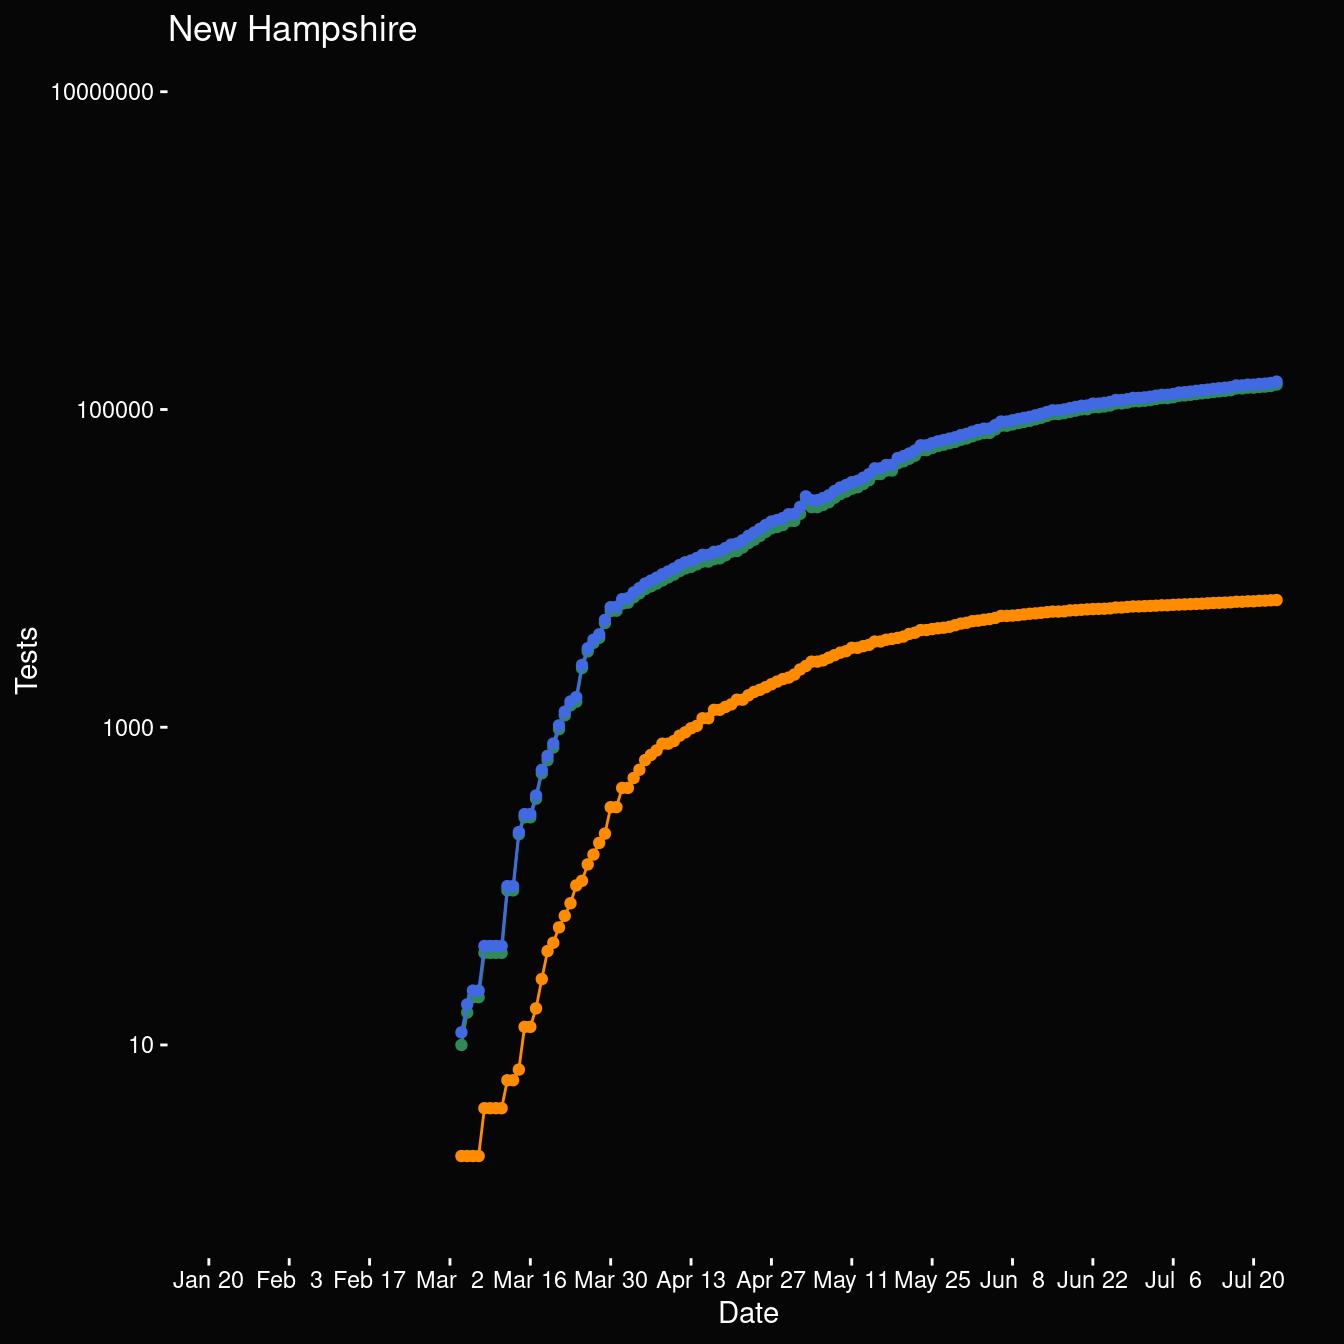 New Hampshire
10000000
100000
1000
10
Tests
Jan 20 Feb 3 Feb 17 Mar 2 Mar 16 Mar 30 Apr 13 Apr 27 May 11 May 25 Jun 8 Jun 22 Jul 6 Jul 20
Date